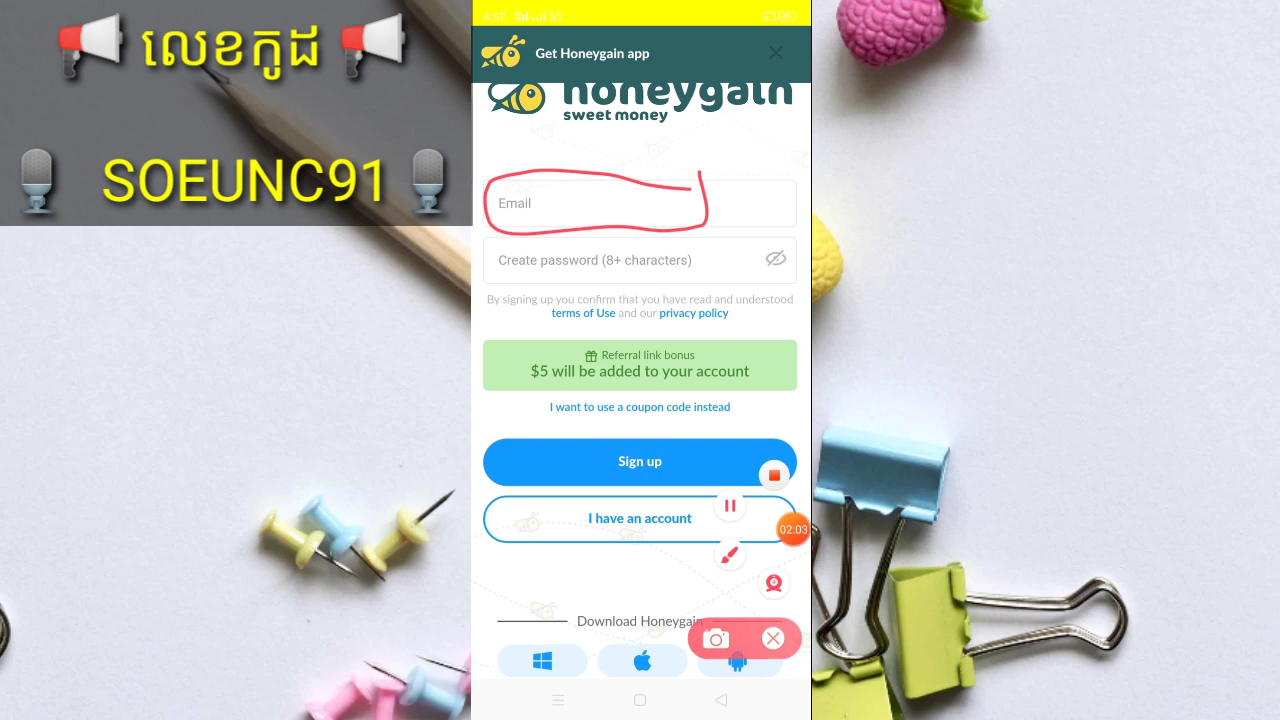 លេខកូដ
SOEUNC91
4:52
Get Honeygain app
honeygain
sweet money
Email
Create password (8+ characters)
By signing up you confirm that you have read and understood
terms of Use and our privacy policy
Referral link bonus
$5 will be added to your account
I want to use a coupon code instead
Sign up
I have an account
02:03
Download Honeygain